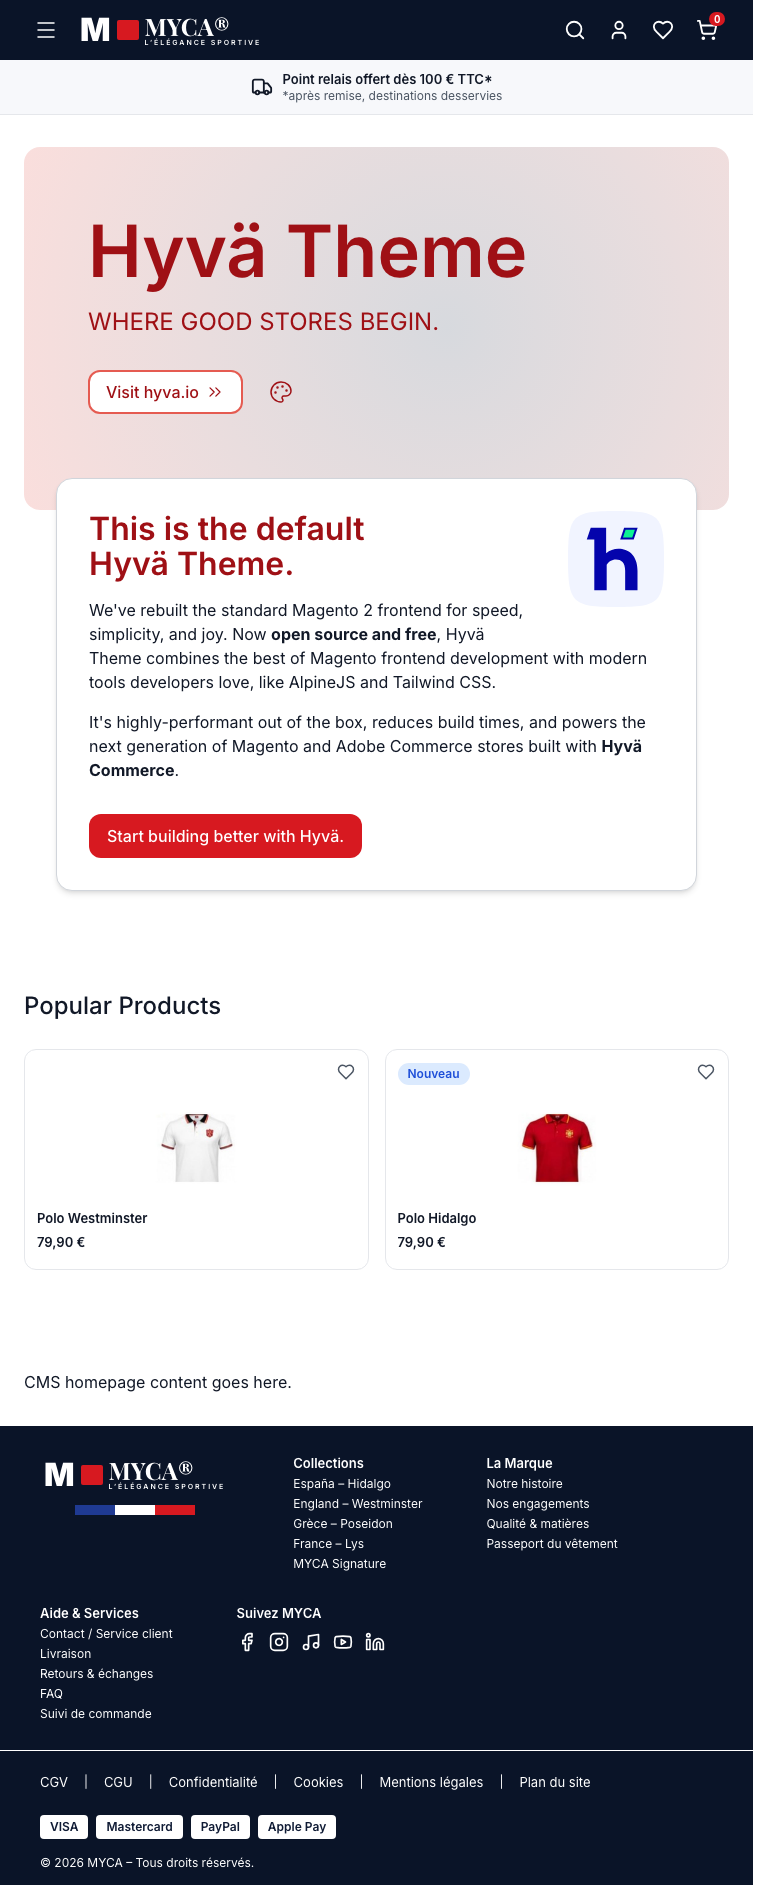 M MYCA®
L'ÉLÉGANCE SPORTIVE
0
Point relais offert dès 100 € TTC*
*après remise, destinations desservies
Hyvä Theme
WHERE GOOD STORES BEGIN.
Visit hyva.io
This is the default
Hyvä Theme.
We've rebuilt the standard Magento 2 frontend for speed,
simplicity, and joy. Now open source and free, Hyvä
Theme combines the best of Magento frontend development with modern
tools developers love, like AlpineJS and Tailwind CSS.
It's highly-performant out of the box, reduces build times, and powers the
next generation of Magento and Adobe Commerce stores built with Hyvä
Commerce.
Start building better with Hyvä.
Popular Products
Polo Westminster
79,90 €
Nouveau
Polo Hidalgo
79,90 €
CMS homepage content goes here.
M MYCA®
L'ÉLÉGANCE SPORTIVE
Collections
España – Hidalgo
England – Westminster
Grèce – Poseidon
France – Lys
MYCA Signature
La Marque
Notre histoire
Nos engagements
Qualité & matières
Passeport du vêtement
Aide & Services
Contact / Service client
Livraison
Retours & échanges
FAQ
Suivi de commande
Suivez MYCA
CGV | CGU | Confidentialité | Cookies | Mentions légales | Plan du site
VISA Mastercard PayPal Apple Pay
© 2026 MYCA – Tous droits réservés.